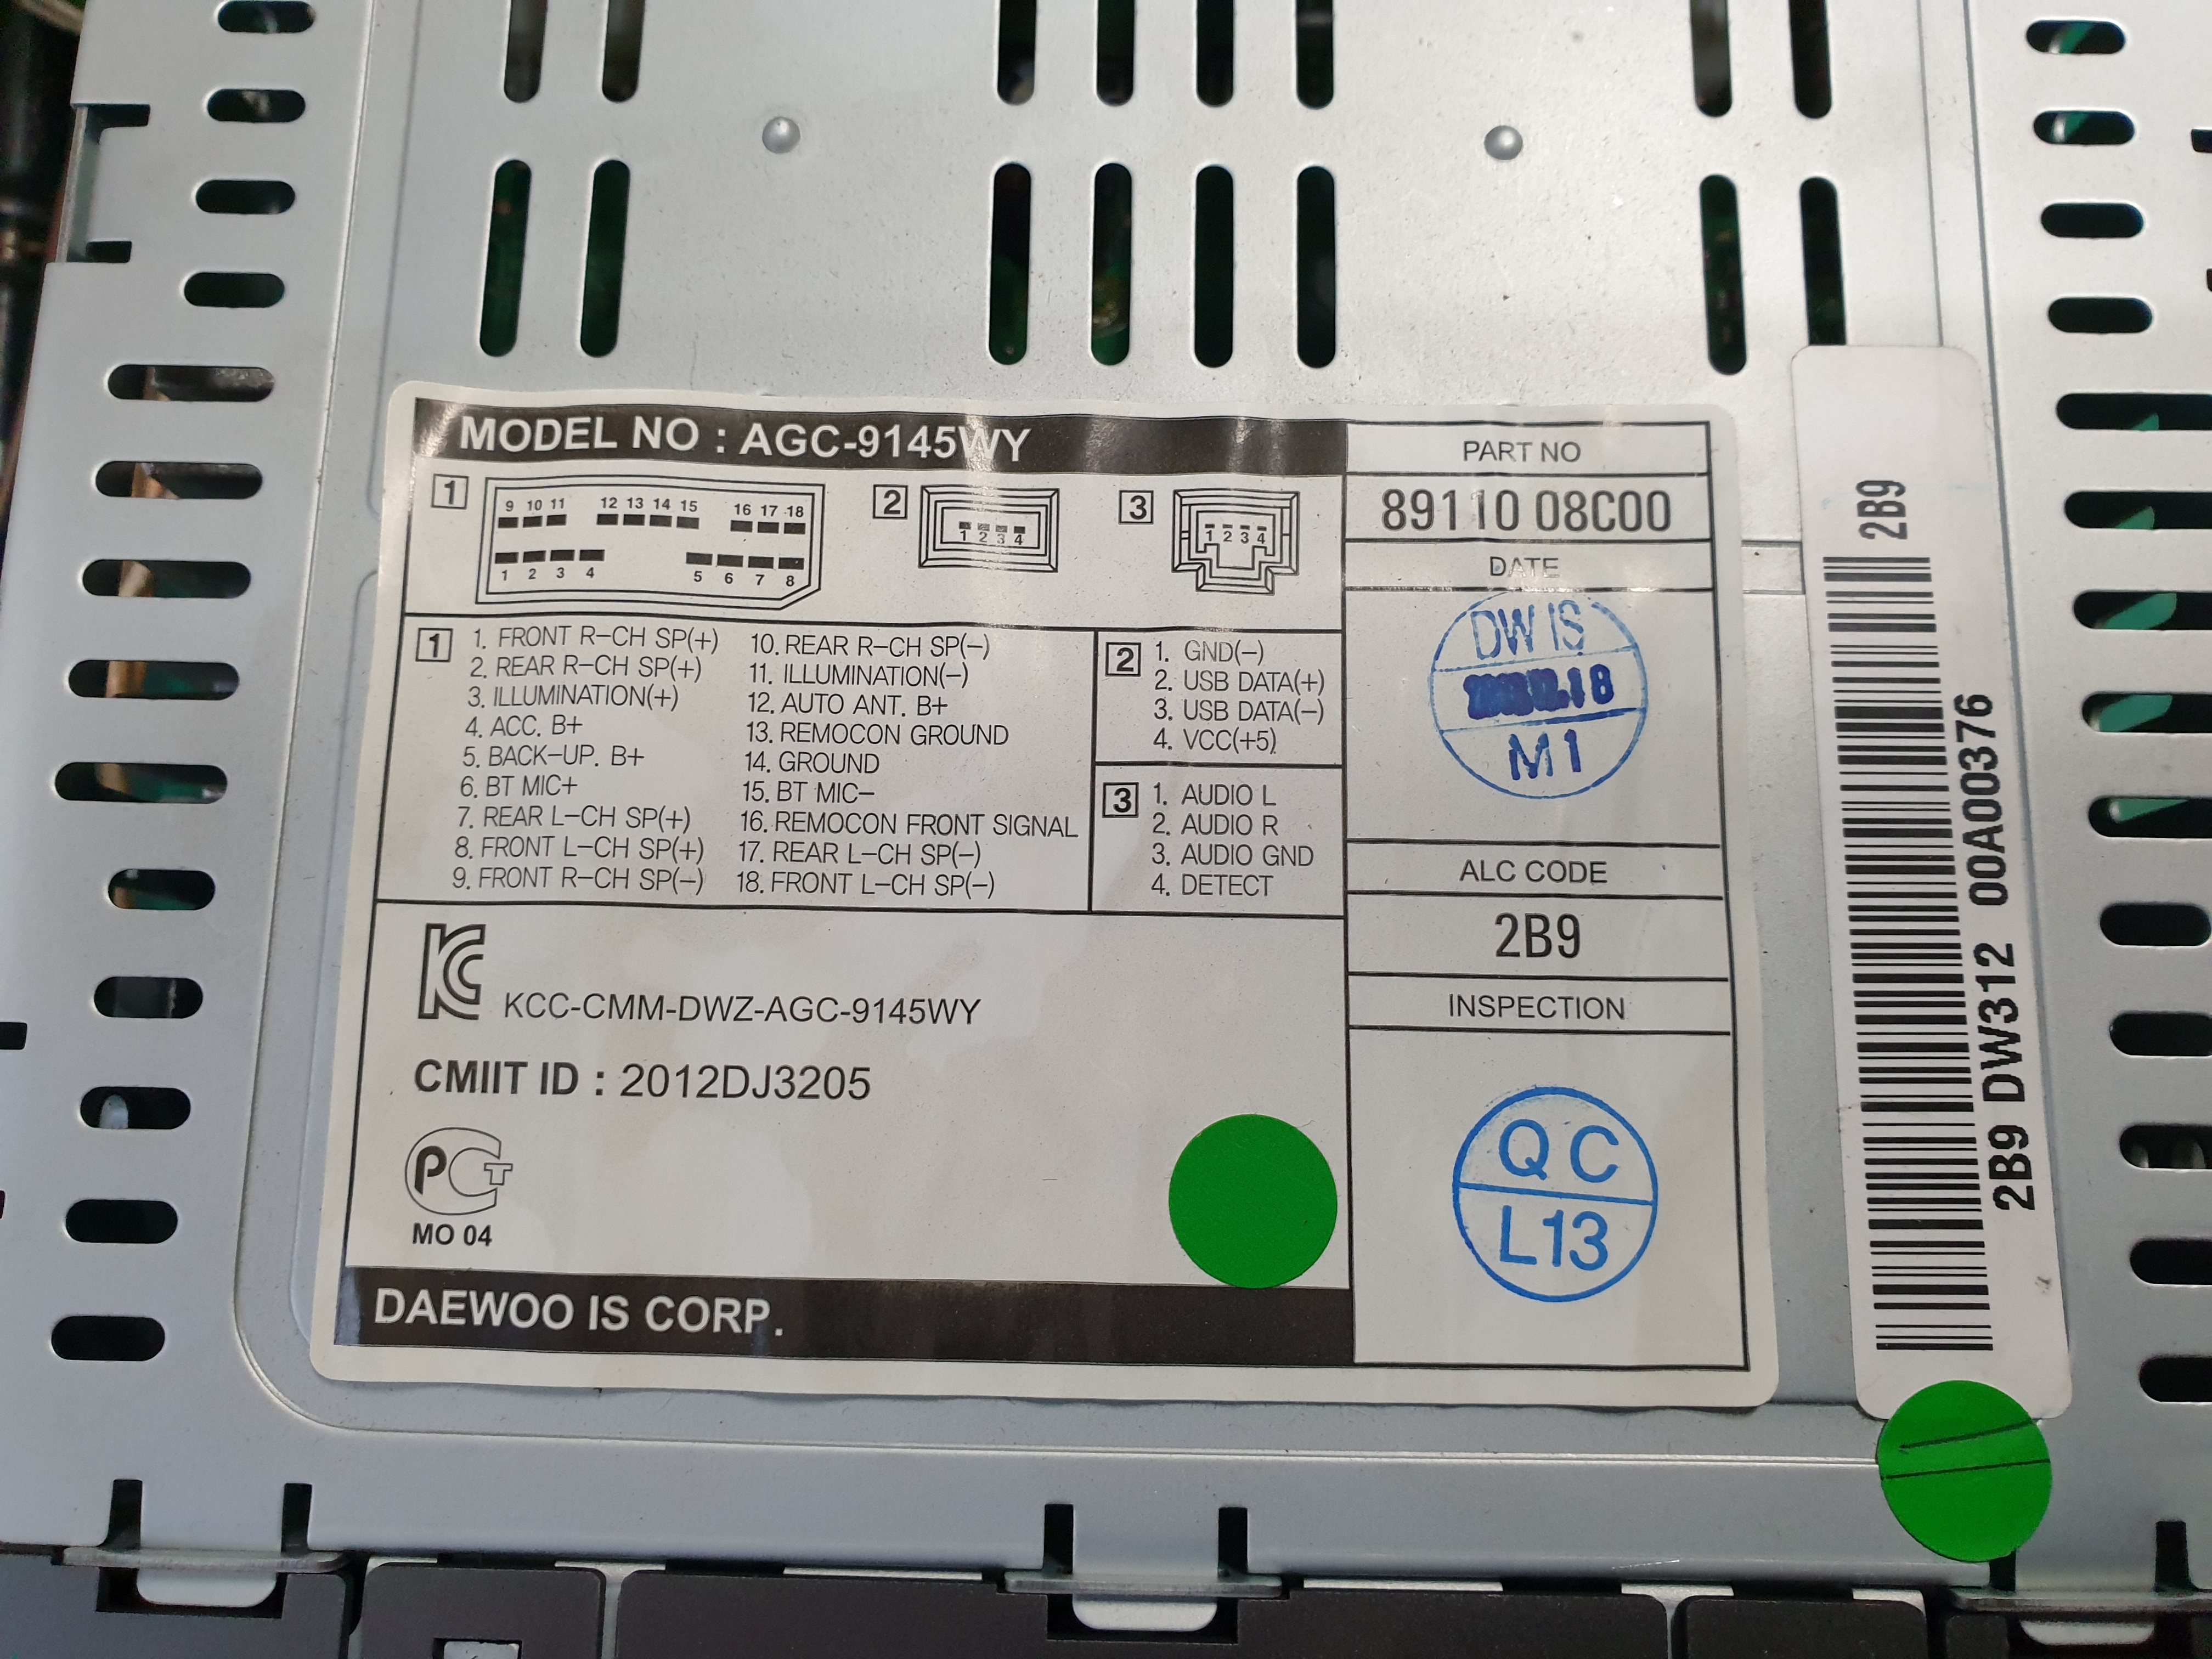 MODEL NO : AGC-9145WY
1
9 10 11 12 13 14 15 16 17 18
1 2 3 4 5 6 7 8
2
1 2 3 4
3
1 2 3 4
1
1. FRONT R-CH SP(+)
2. REAR R-CH SP(+)
3. ILLUMINATION(+)
4. ACC. B+
5. BACK-UP. B+
6. BT MIC+
7. REAR L-CH SP(+)
8. FRONT L-CH SP(+)
9. FRONT R-CH SP(-)
10. REAR R-CH SP(-)
11. ILLUMINATION(-)
12. AUTO ANT. B+
13. REMOCON GROUND
14. GROUND
15. BT MIC-
16. REMOCON FRONT SIGNAL
17. REAR L-CH SP(-)
18. FRONT L-CH SP(-)
2
1. GND(-)
2. USB DATA(+)
3. USB DATA(-)
4. VCC(+5)
3
1. AUDIO L
2. AUDIO R
3. AUDIO GND
4. DETECT
KC
KCC-CMM-DWZ-AGC-9145WY
CMIIT ID : 2012DJ3205
PCT
MO 04
DAEWOO IS CORP.
PART NO
89110 08C00
DATE
DW IS
M1
ALC CODE
2B9
INSPECTION
QC
L13
2B9
2B9 DW312 00A00376